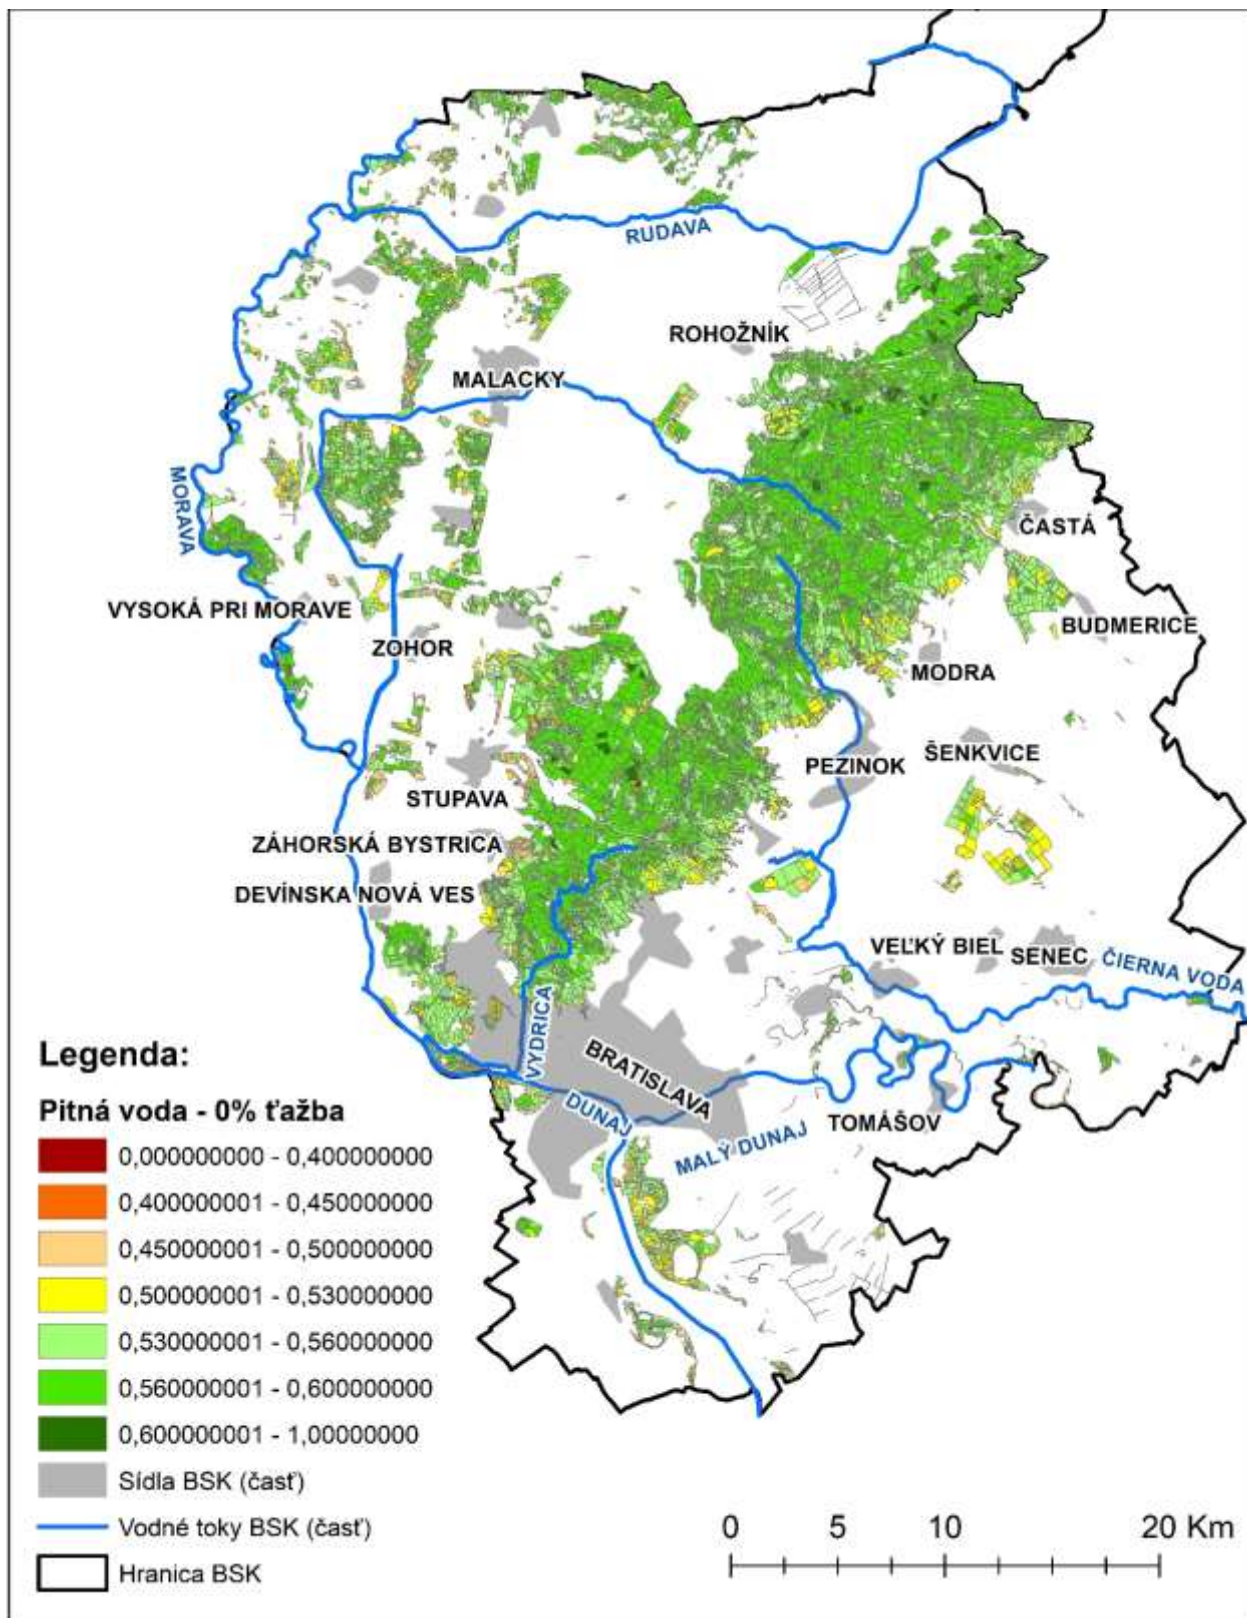 RUDAVA
ROHOŽNÍK
MALACKY
MORAVA
ČASTÁ
VYSOKÁ PRI MORAVE
BUDMERICE
ZOHOR
MODRA
PEZINOK
ŠENKVICE
STUPAVA
ZÁHORSKÁ BYSTRICA
DEVÍNSKA NOVÁ VES
VEĽKÝ BIEL
SENEC
ČIERNA VODA
VYDRICA
BRATISLAVA
DUNAJ
MALÝ DUNAJ
TOMÁŠOV
Legenda:
Pitná voda - 0% ťažba
0,000000000 - 0,400000000
0,400000001 - 0,450000000
0,450000001 - 0,500000000
0,500000001 - 0,530000000
0,530000001 - 0,560000000
0,560000001 - 0,600000000
0,600000001 - 1,00000000
Sídla BSK (časť)
Vodné toky BSK (časť)
Hranica BSK
0 5 10 20 Km